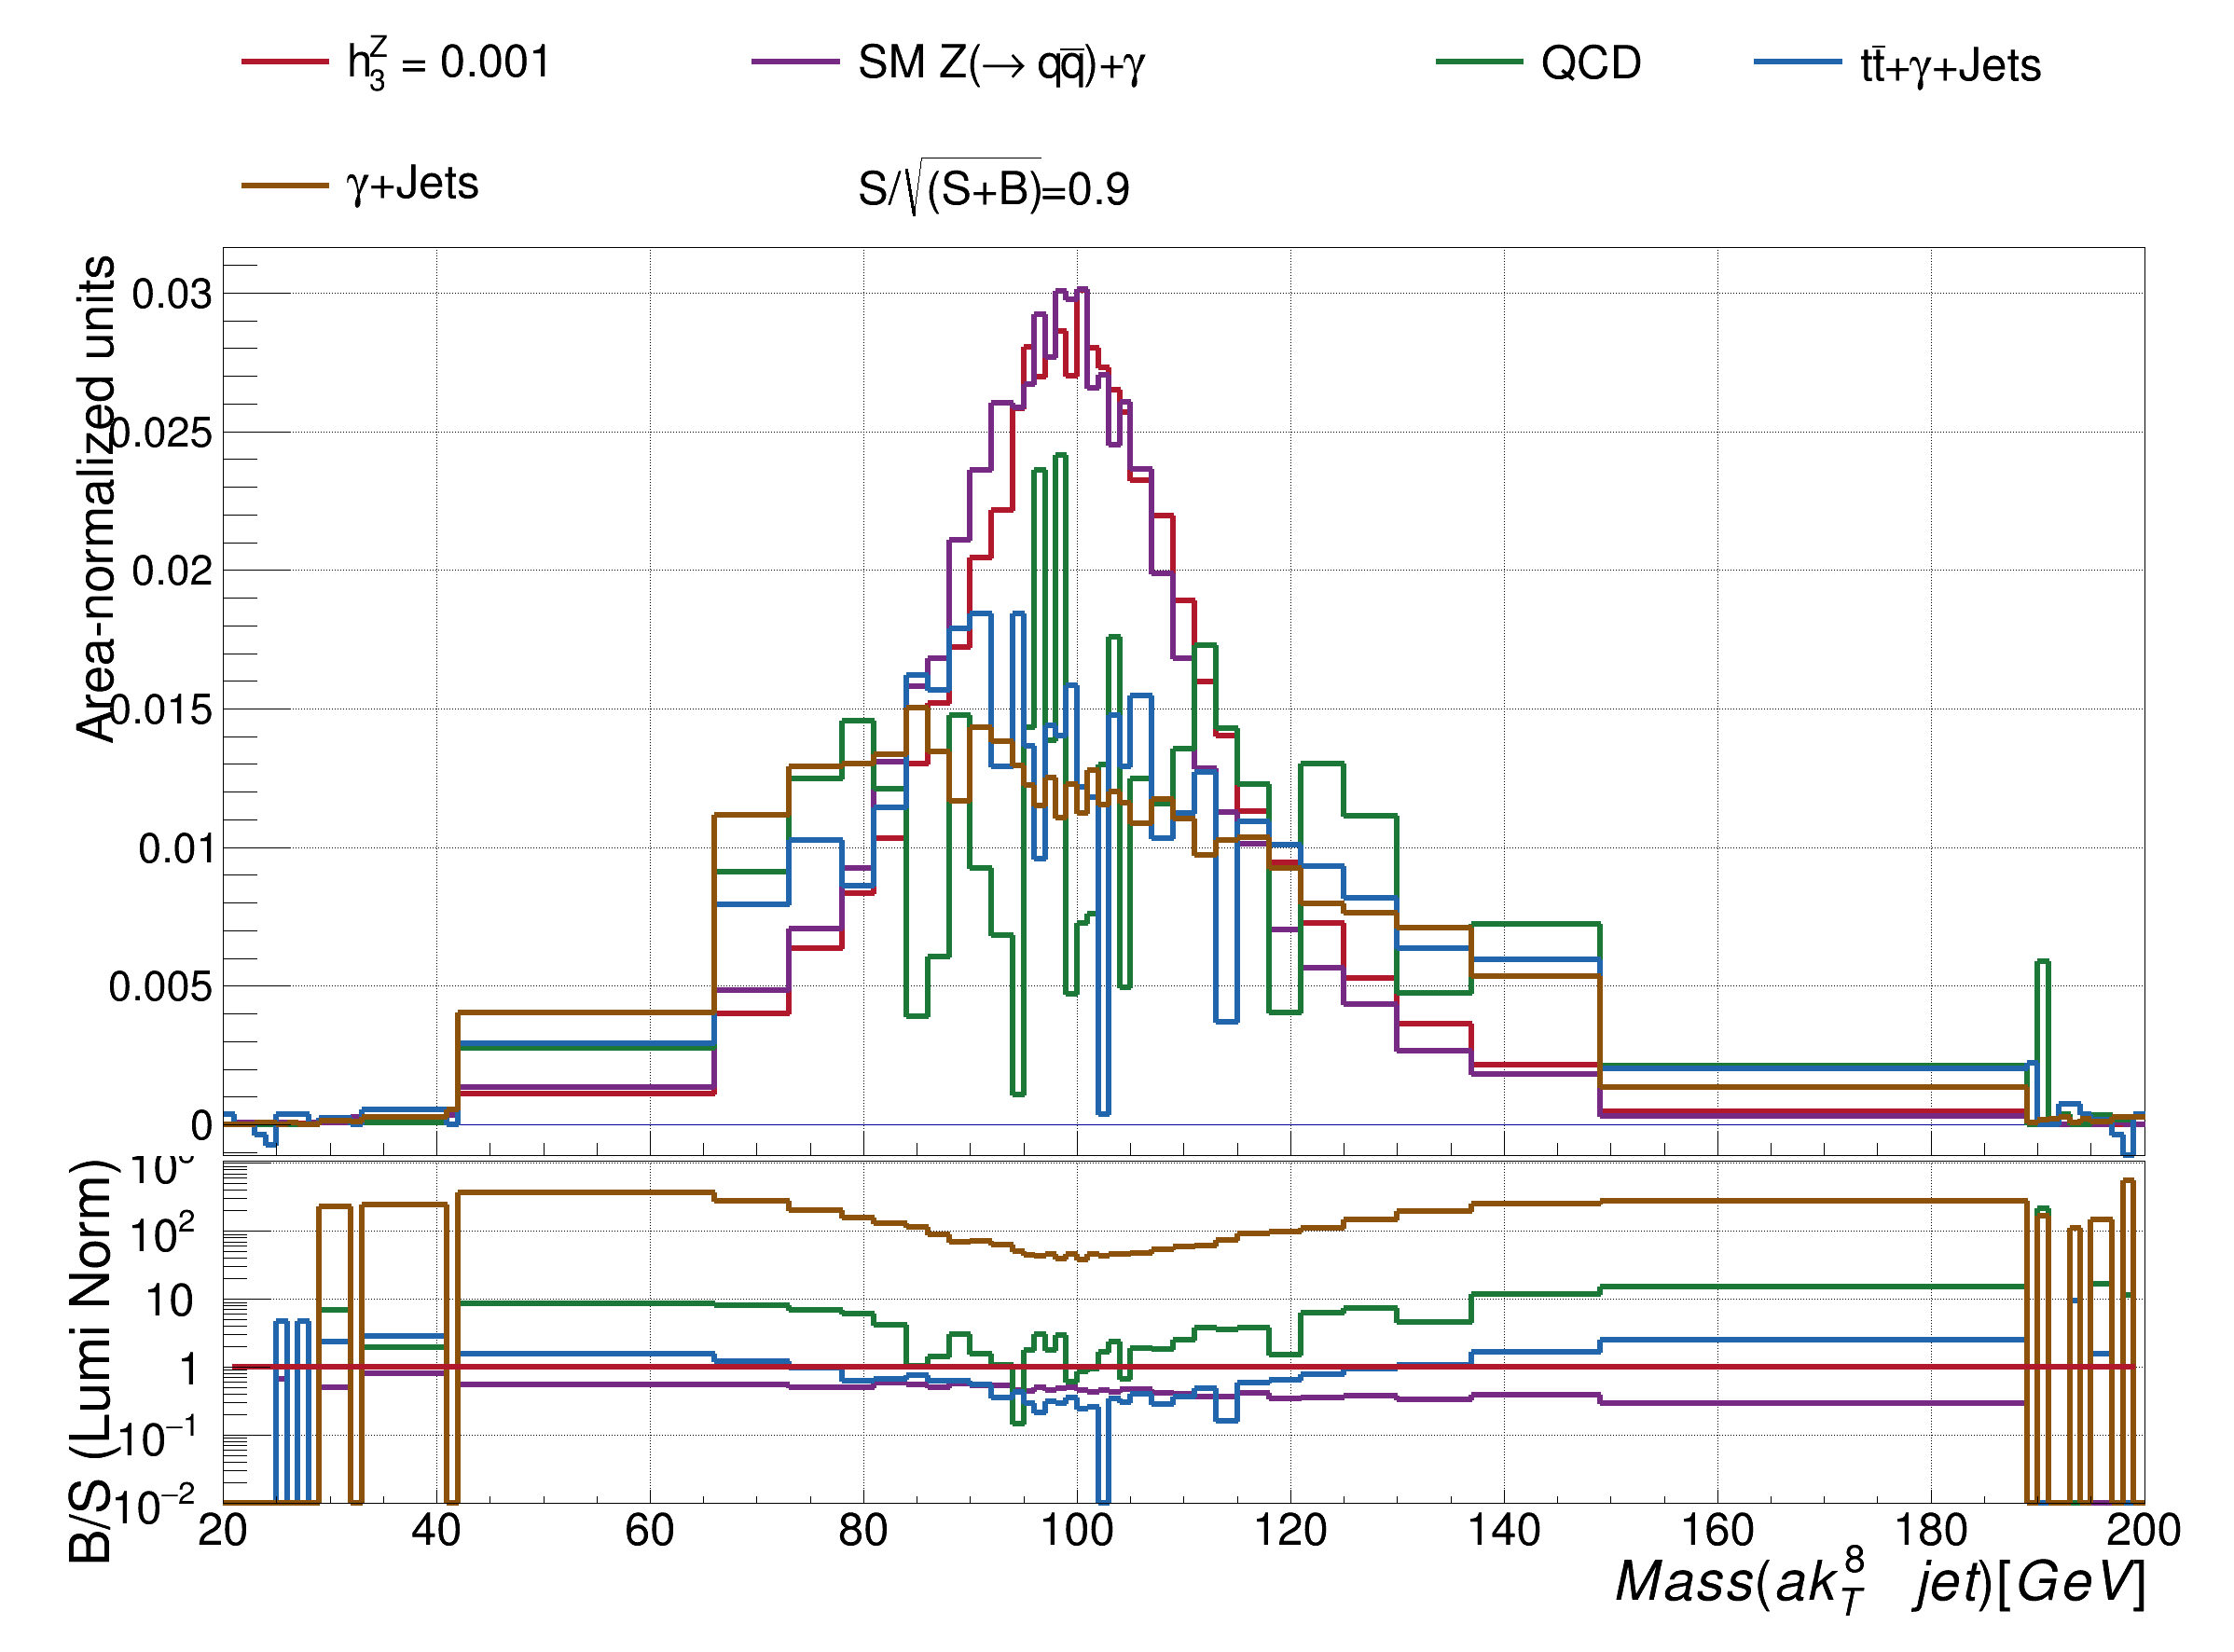 h₃ᶻ = 0.001 SM Z(→ qq̄)+γ QCD tt̄+γ+Jets
γ+Jets S/√(S+B)=0.9
Area-normalized units
0.03
0.025
0.02
0.015
0.01
0.005
0
B/S (Lumi Norm)
10²
10
1
10⁻¹
10⁻²
20 40 60 80 100 120 140 160 180 200
Mass(ak_T^8 jet)[GeV]